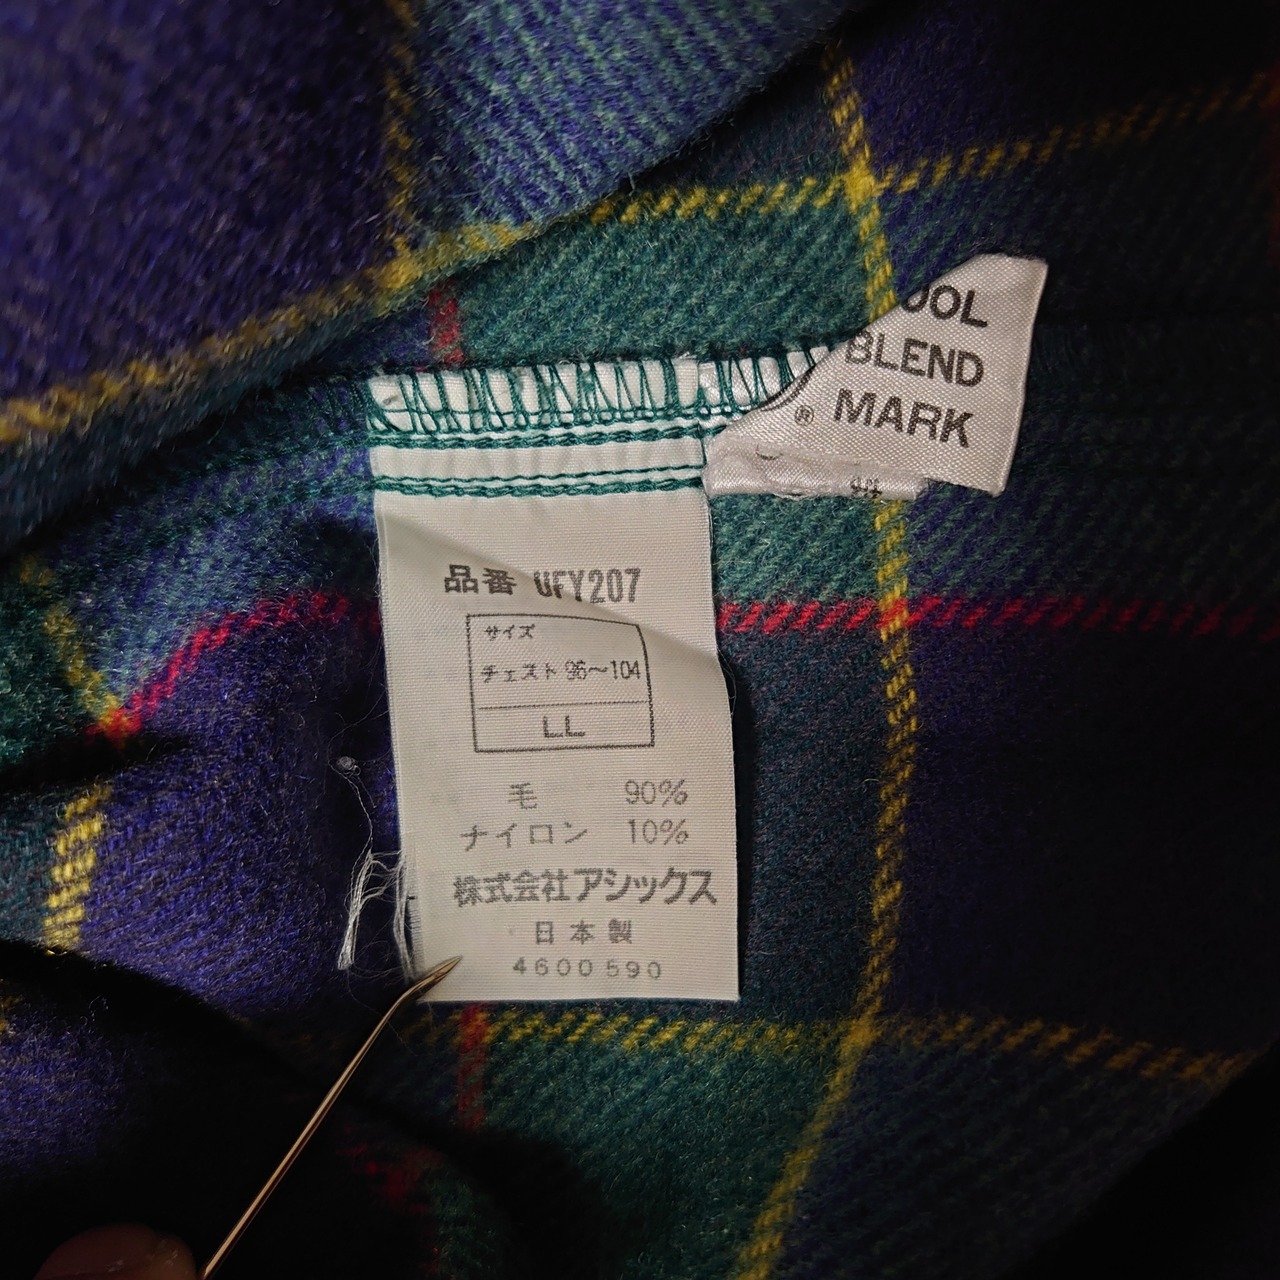 OOL
BLEND
® MARK
品番 UFY207
サイズ
チェスト 96〜104
LL
毛 90%
ナイロン 10%
株式会社アシックス
日本製
4600590